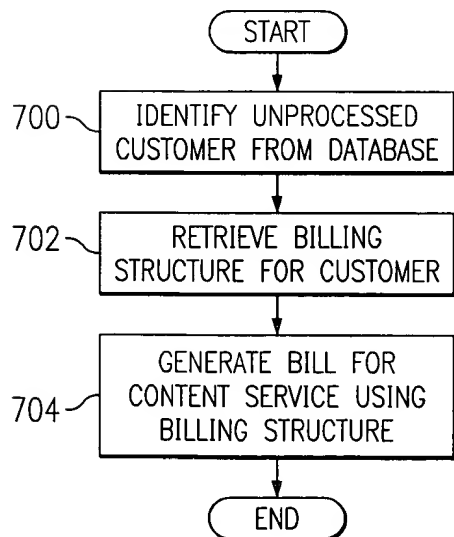 START
700
IDENTIFY UNPROCESSED
CUSTOMER FROM DATABASE
702
RETRIEVE BILLING
STRUCTURE FOR CUSTOMER
704
GENERATE BILL FOR
CONTENT SERVICE USING
BILLING STRUCTURE
END